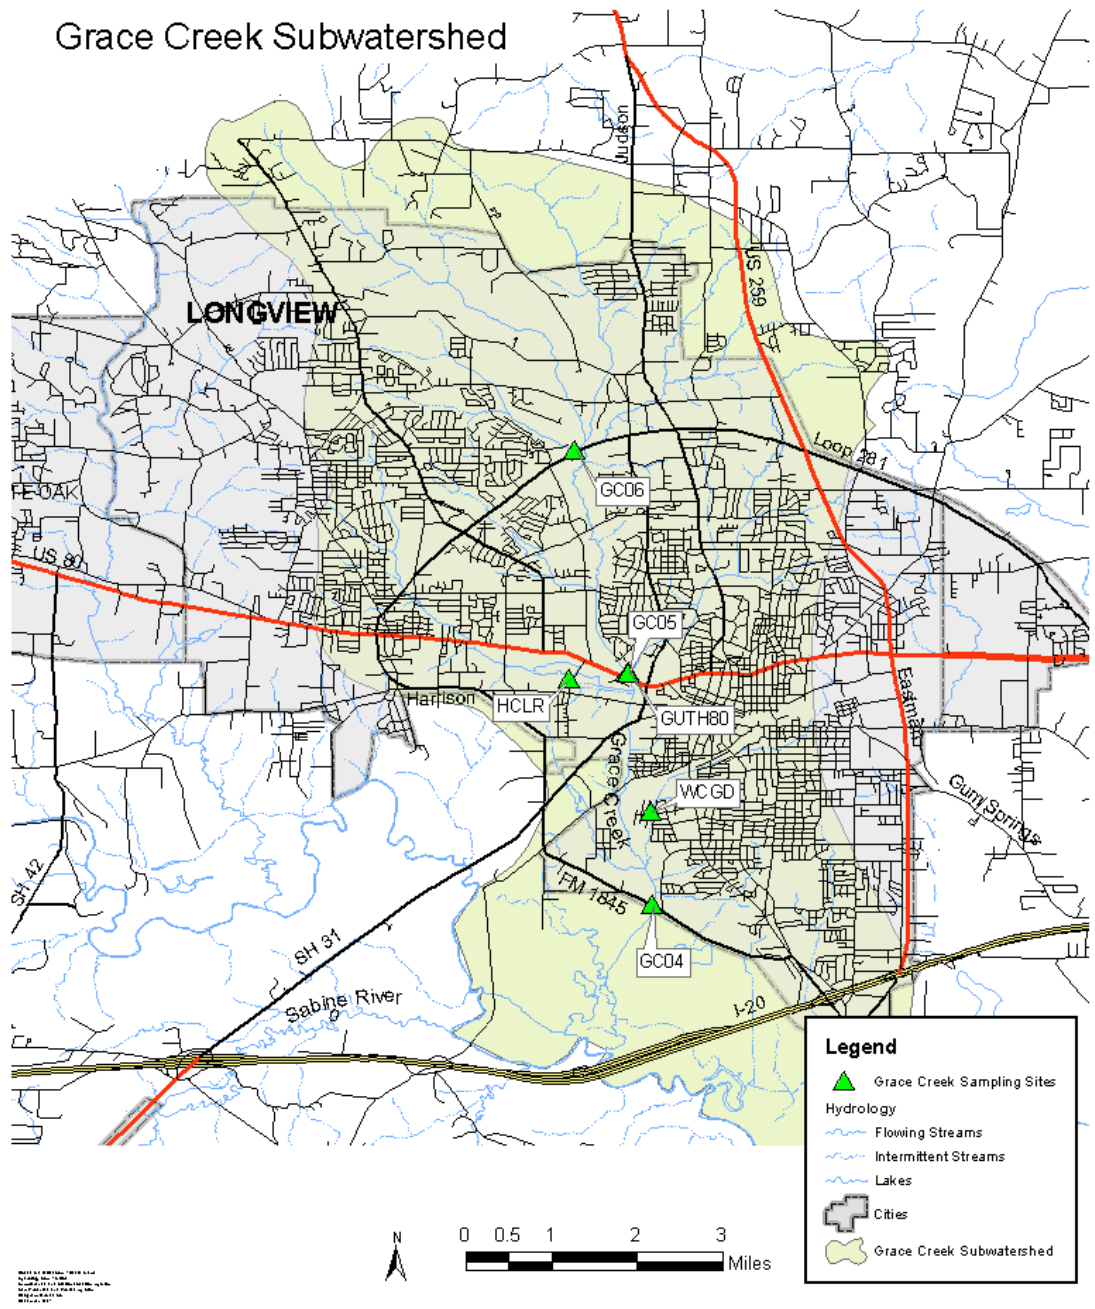 Grace Creek Subwatershed
Judson
US 259
LONGVIEW
Loop 281
GC06
E OAK
US 80
GC05
Eastman
Harrison
HCLR
GUTH80
Grace Creek
WCGD
Gum Springs
SH 42
FM 1845
SH 31
GC04
Sabine River
I-20
Legend
Grace Creek Sampling Sites
Hydrology
Flowing Streams
Intermittent Streams
Lakes
Cities
Grace Creek Subwatershed
N
0 0.5 1 2 3
Miles